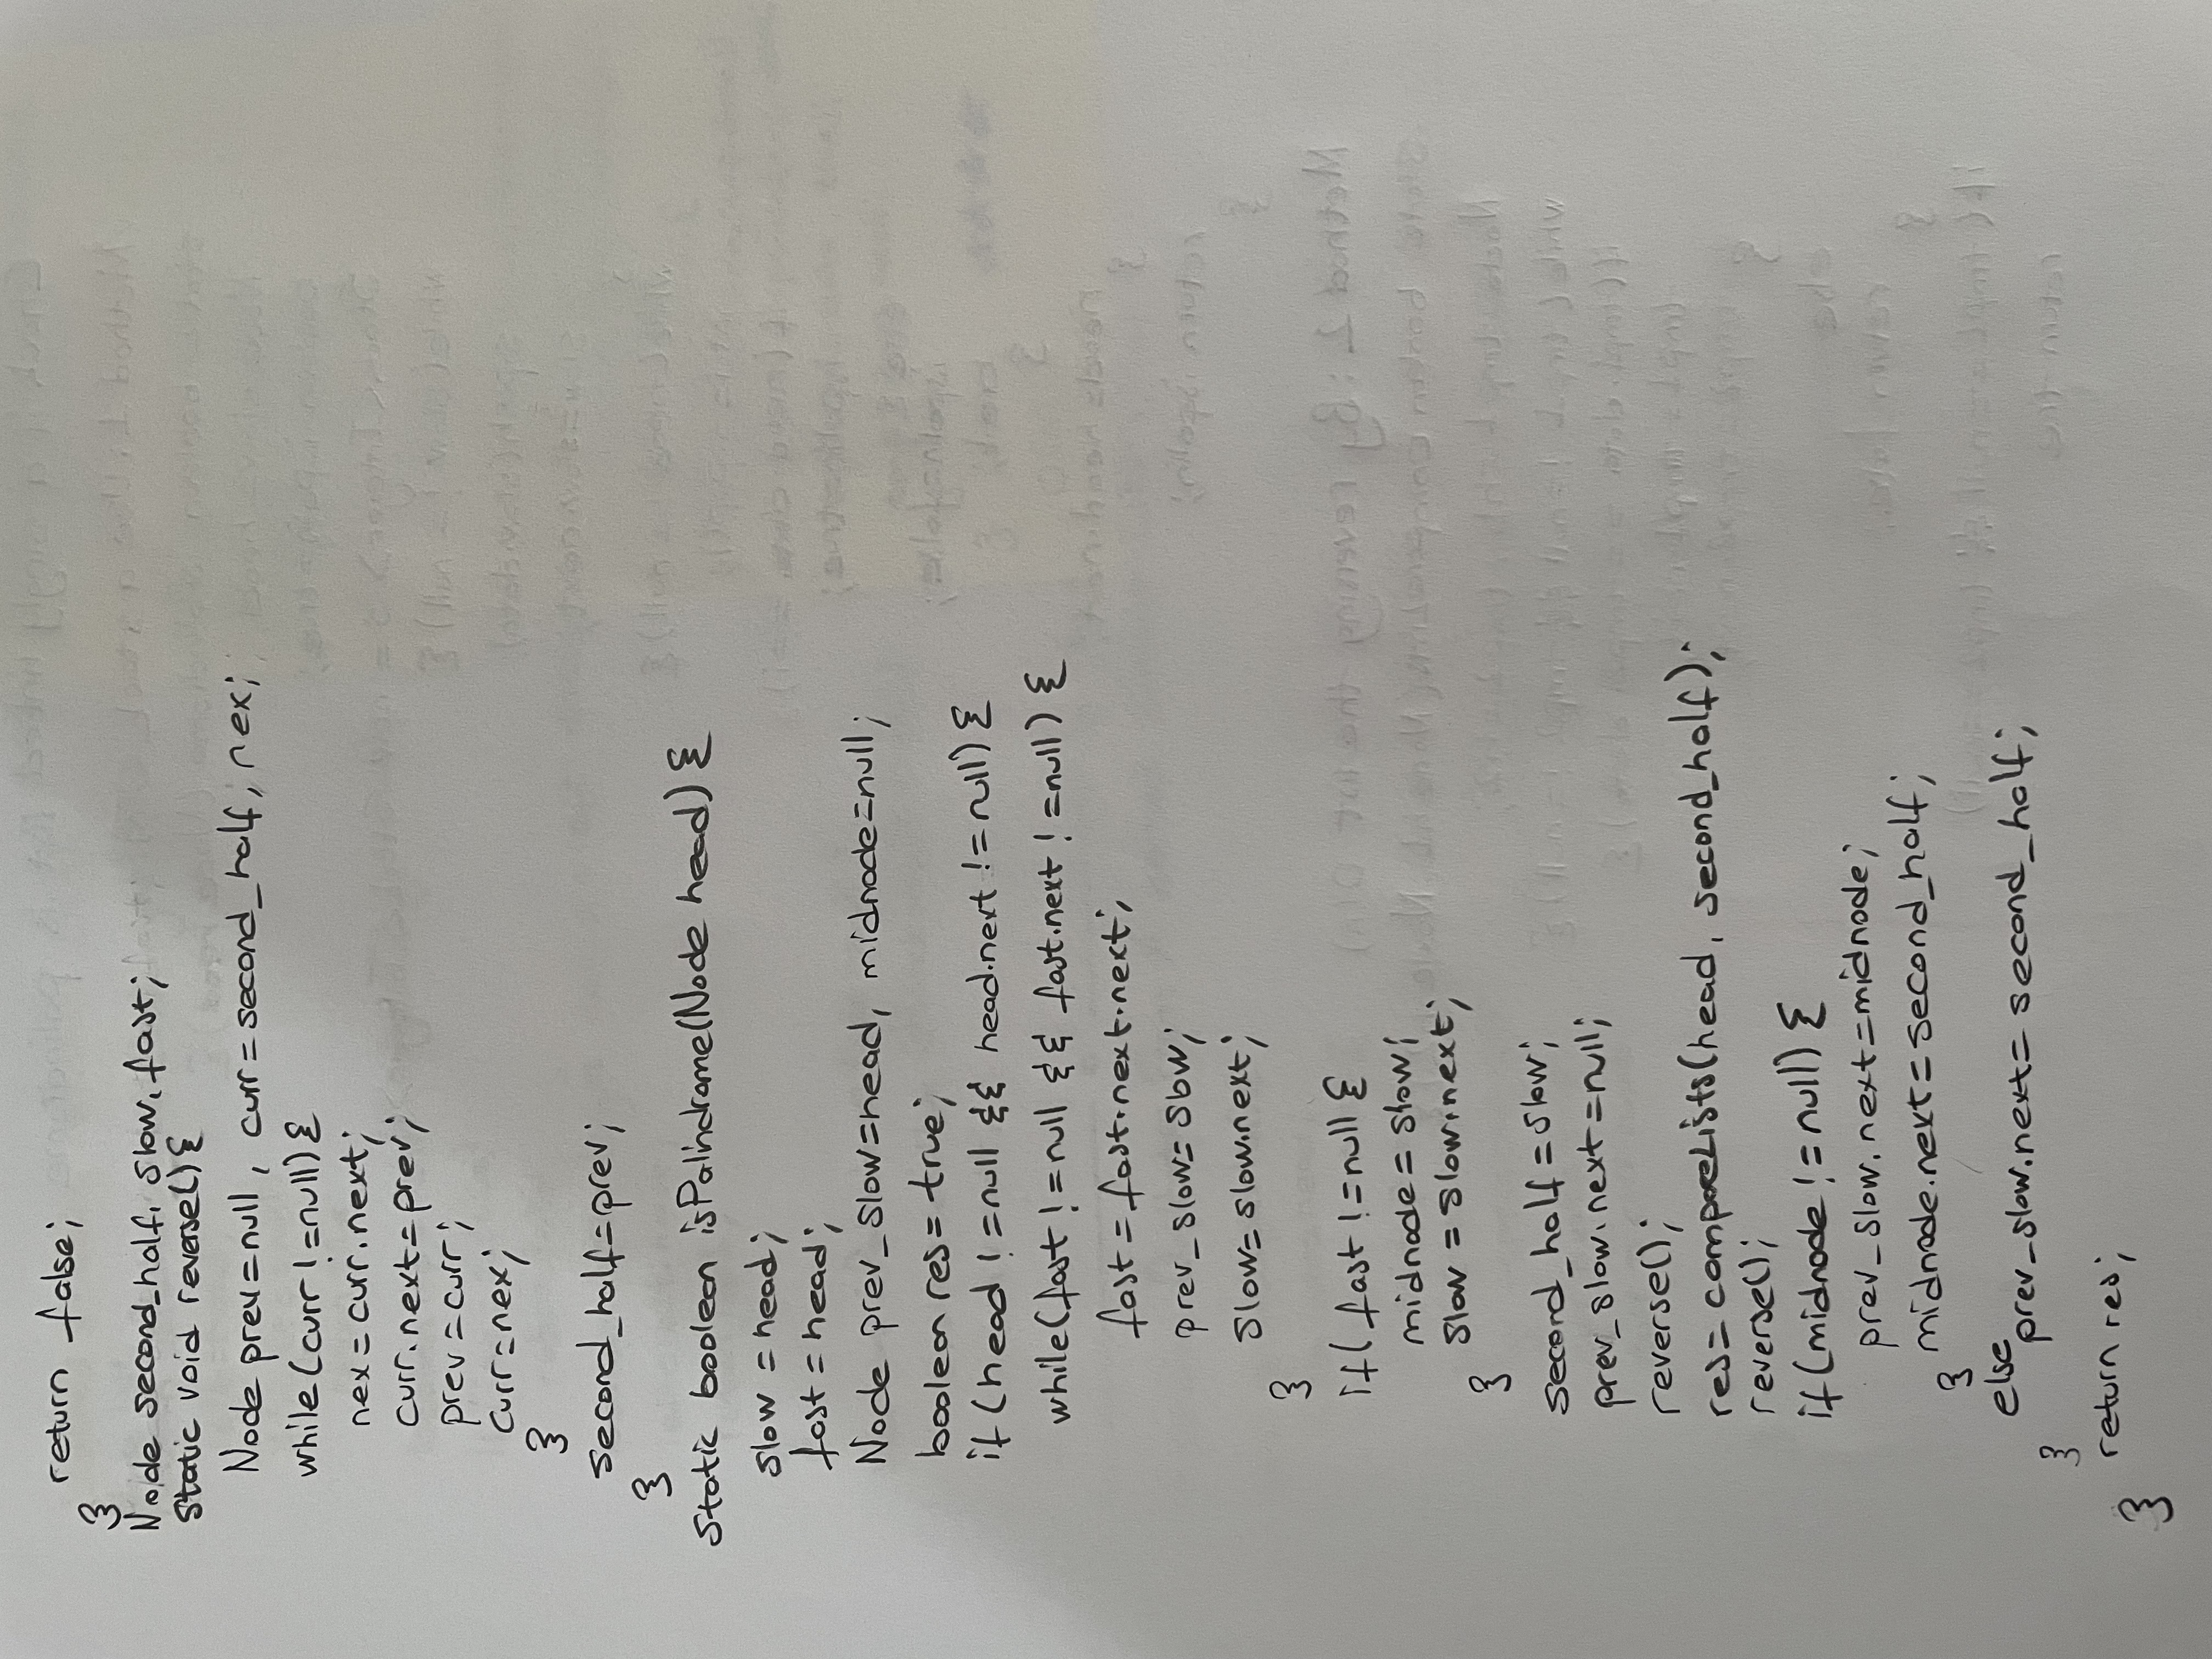 return false;
}
Node second_half, slow, fast;
static void reverse(){
Node prev=null, curr=second_half, nex;
while(curr!=null){
nex=curr.next;
curr.next=prev;
prev=curr;
curr=nex;
}
second_half=prev;
}
static boolean isPalindrome(Node head){
slow = head;
fast = head;
Node prev_slow=head, midnode=null;
boolean res=true;
if(head !=null && head.next !=null){
while(fast !=null && fast.next !=null){
fast=fast.next.next;
prev_slow=slow;
slow=slow.next;
}
if( fast !=null {
midnode = slow;
slow = slow.next;
}
second_half=slow;
prev_slow.next=null;
reverse();
res=compareLists(head, second_half);
reverse();
if(midnode !=null) {
prev_slow.next=midnode;
midnode.next=second_half;
}
else
prev_slow.next= second_half;
}
return res;
}